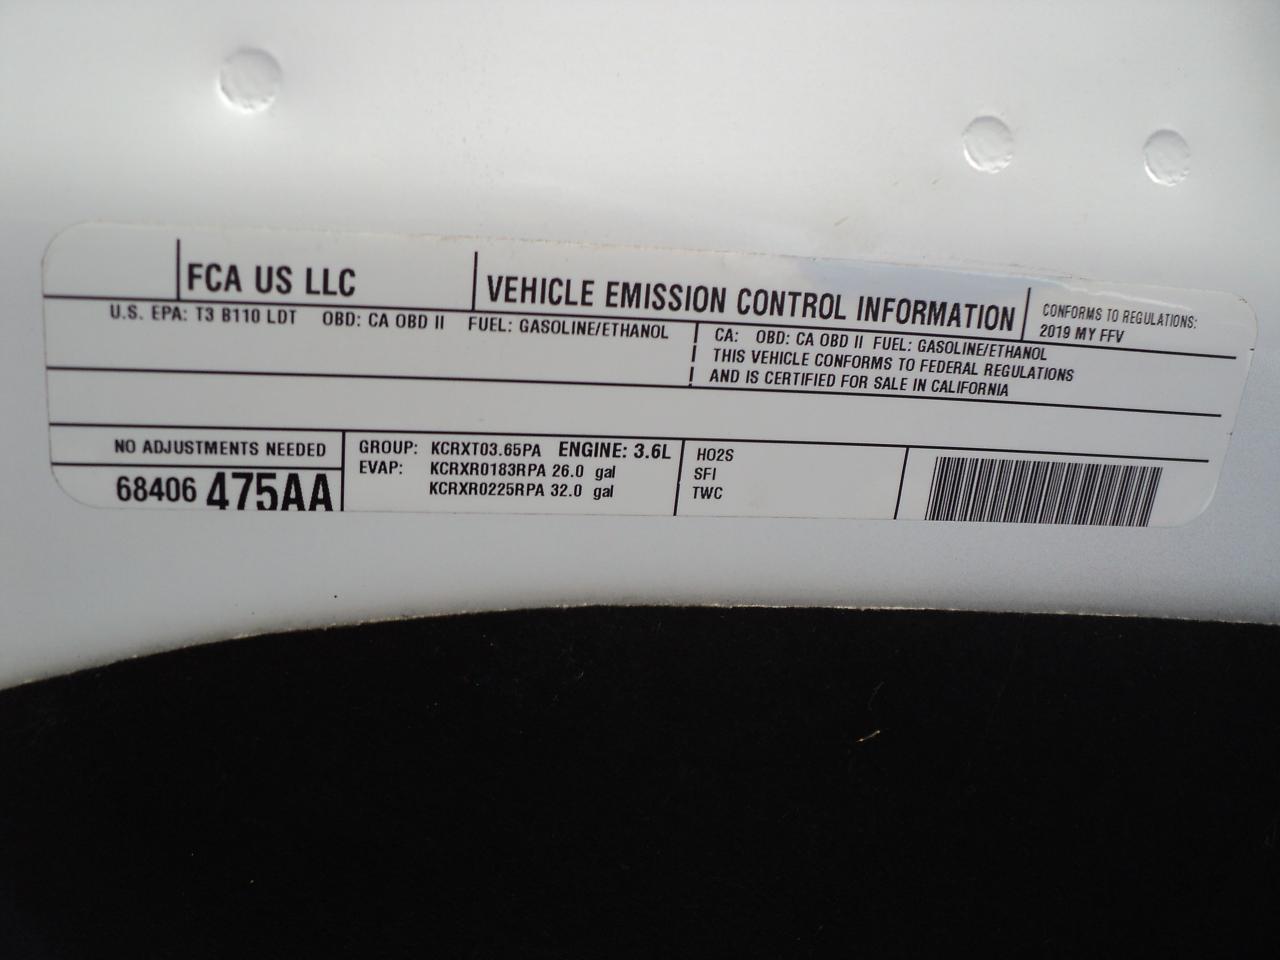 FCA US LLC
VEHICLE EMISSION CONTROL INFORMATION
CONFORMS TO REGULATIONS:
2019 MY FFV
U.S. EPA: T3 B110 LDT OBD: CA OBD II FUEL: GASOLINE/ETHANOL
CA: OBD: CA OBD II FUEL: GASOLINE/ETHANOL
THIS VEHICLE CONFORMS TO FEDERAL REGULATIONS
AND IS CERTIFIED FOR SALE IN CALIFORNIA
NO ADJUSTMENTS NEEDED
68406 475AA
GROUP: KCRXT03.65PA ENGINE: 3.6L
EVAP: KCRXR0183RPA 26.0 gal
KCRXR0225RPA 32.0 gal
HO2S
SFI
TWC